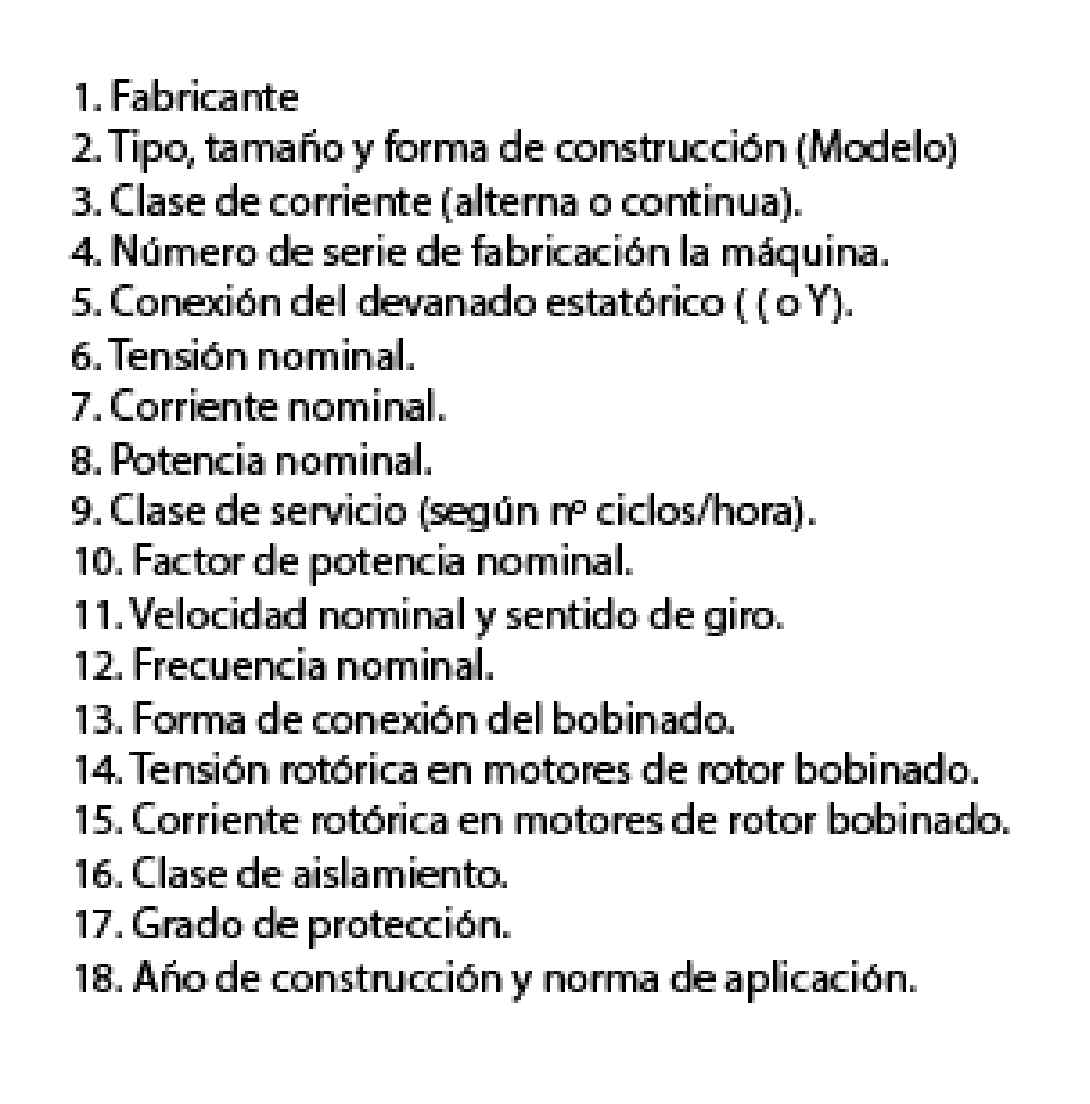 1. Fabricante
2. Tipo, tamaño y forma de construcción (Modelo)
3. Clase de corriente (alterna o continua).
4. Número de serie de fabricación la máquina.
5. Conexión del devanado estatórico ( ( o Y).
6. Tensión nominal.
7. Corriente nominal.
8. Potencia nominal.
9. Clase de servicio (según nº ciclos/hora).
10. Factor de potencia nominal.
11. Velocidad nominal y sentido de giro.
12. Frecuencia nominal.
13. Forma de conexión del bobinado.
14. Tensión rotórica en motores de rotor bobinado.
15. Corriente rotórica en motores de rotor bobinado.
16. Clase de aislamiento.
17. Grado de protección.
18. Año de construcción y norma de aplicación.